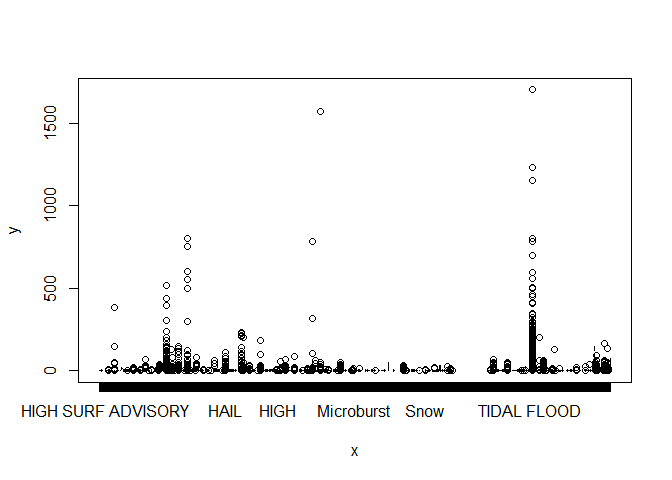 1500
1000
500
0
y
HIGH SURF ADVISORY HAIL HIGH Microburst Snow TIDAL FLOOD
x